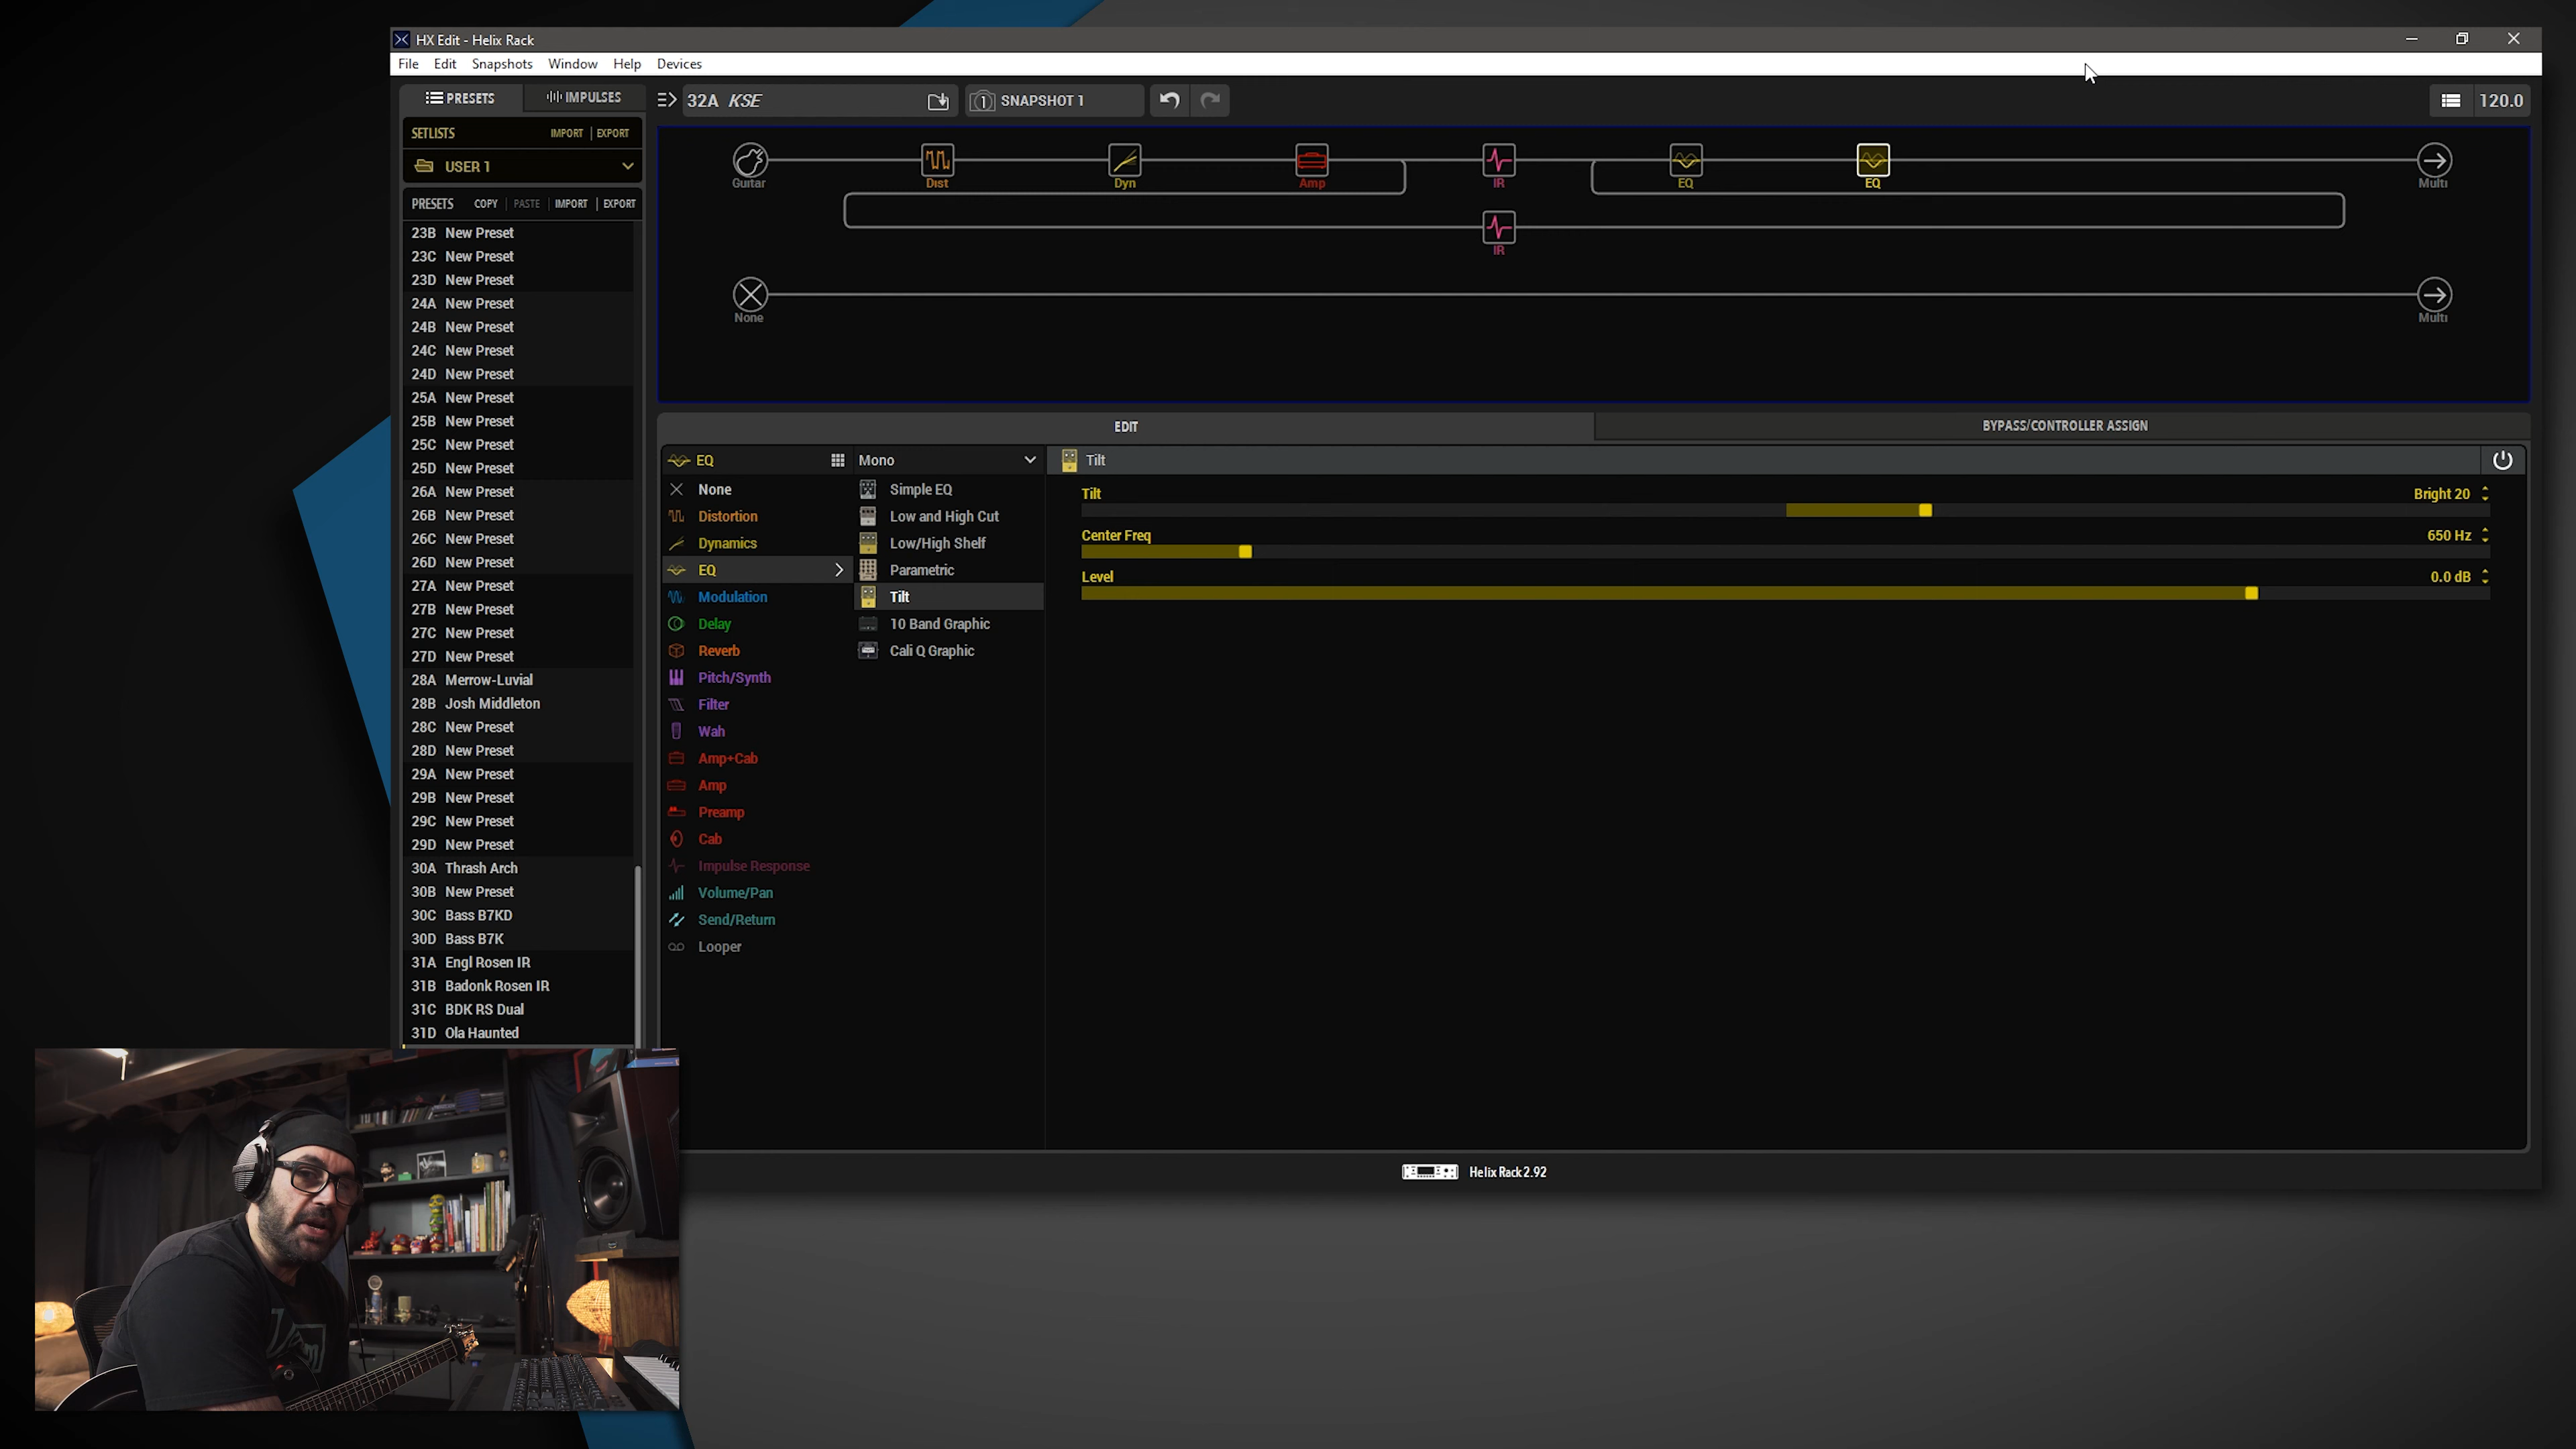 HX Edit - Helix Rack
File Edit Snapshots Window Help Devices
PRESETS IMPULSES
32A KSE
1 SNAPSHOT 1
120.0
SETLISTS IMPORT | EXPORT
USER 1
PRESETS COPY | PASTE | IMPORT | EXPORT
23B New Preset
23C New Preset
23D New Preset
24A New Preset
24B New Preset
24C New Preset
24D New Preset
25A New Preset
25B New Preset
25C New Preset
25D New Preset
26A New Preset
26B New Preset
26C New Preset
26D New Preset
27A New Preset
27B New Preset
27C New Preset
27D New Preset
28A Merrow-Luvial
28B Josh Middleton
28C New Preset
28D New Preset
29A New Preset
29B New Preset
29C New Preset
29D New Preset
30A Thrash Arch
30B New Preset
30C Bass B7KD
30D Bass B7K
31A Engl Rosen IR
31B Badonk Rosen IR
31C BDK RS Dual
31D Ola Haunted
Guitar Dist Dyn Amp IR EQ EQ Multi
IR
None Multi
EDIT BYPASS/CONTROLLER ASSIGN
EQ
None
Distortion
Dynamics
EQ
Modulation
Delay
Reverb
Pitch/Synth
Filter
Wah
Amp+Cab
Amp
Preamp
Cab
Impulse Response
Volume/Pan
Send/Return
Looper
Mono
Simple EQ
Low and High Cut
Low/High Shelf
Parametric
Tilt
10 Band Graphic
Cali Q Graphic
Tilt
Tilt Bright 20
Center Freq 650 Hz
Level 0.0 dB
Helix Rack 2.92